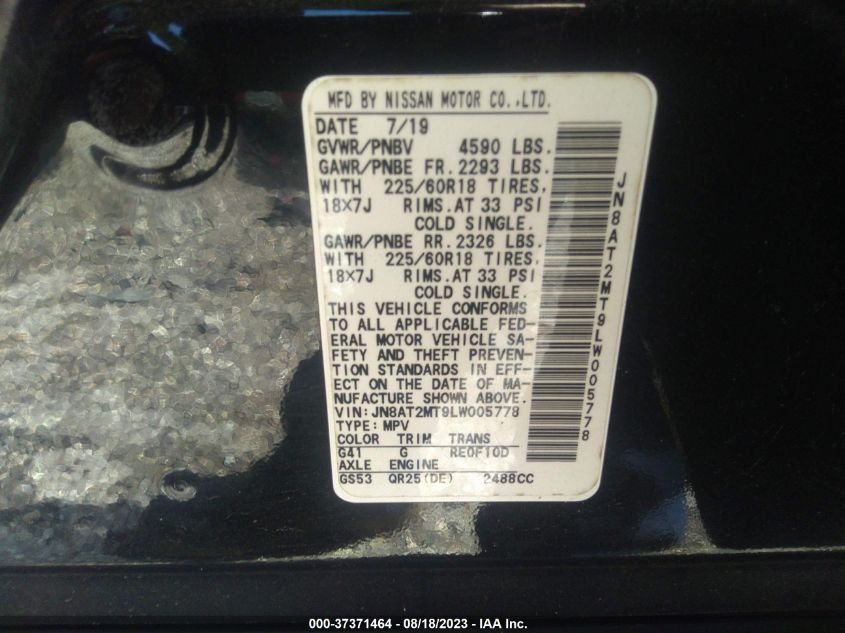 MFD BY NISSAN MOTOR CO.,LTD.
DATE 7/19
GVWR/PNBV 4590 LBS.
GAWR/PNBE FR. 2293 LBS.
WITH 225/60R18 TIRES.
18X7J RIMS. AT 33 PSI
COLD SINGLE.
GAWR/PNBE RR. 2326 LBS.
WITH 225/60R18 TIRES.
18X7J RIMS. AT 33 PSI
COLD SINGLE.
THIS VEHICLE CONFORMS
TO ALL APPLICABLE FED-
ERAL MOTOR VEHICLE SA-
FETY AND THEFT PREVEN-
TION STANDARDS IN EFF-
ECT ON THE DATE OF MA-
NUFACTURE SHOWN ABOVE.
VIN:JN8AT2MT9LW005778
TYPE: MPV
COLOR TRIM TRANS
G41 G RE0F10D
AXLE ENGINE
GS53 QR25(DE) 2488CC
JN8AT2MT9LW005778
000-37371464 - 08/18/2023 - IAA Inc.